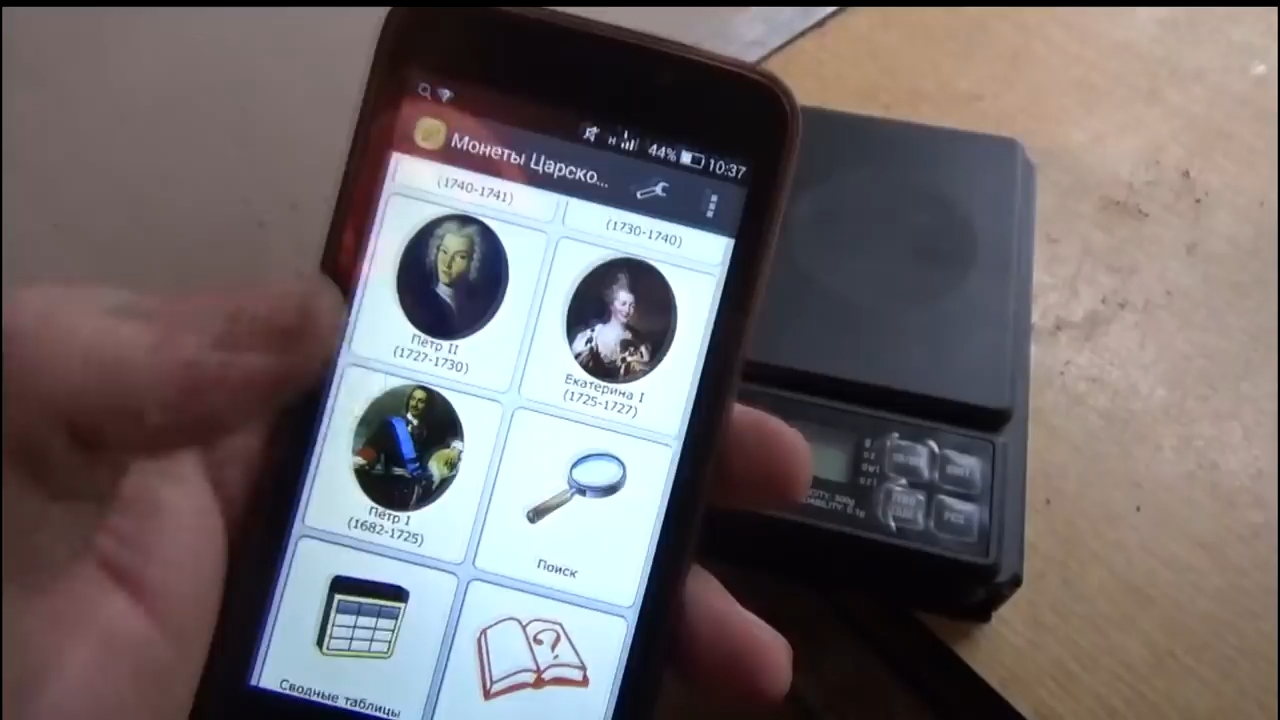 44% 10:37
Монеты Царско...
(1740-1741)
(1730-1740)
Пётр II
(1727-1730)
Екатерина I
(1725-1727)
Пётр I
(1682-1725)
Поиск
Сводные таблицы